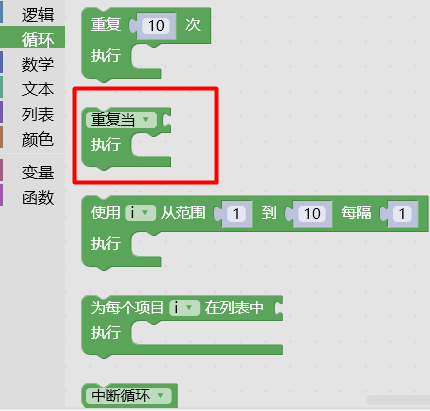 逻辑
循环
数学
文本
列表
颜色
变量
函数
重复 10 次
执行
重复当
执行
使用 i 从范围 1 到 10 每隔 1
执行
为每个项目 i 在列表中
执行
中断循环